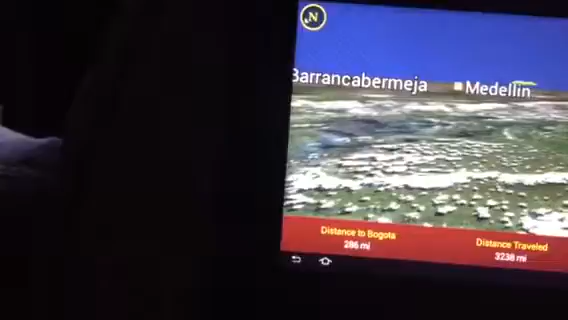 N
Barrancabermeja
Medellin
Distance to Bogota
286 mi
Distance Traveled
3238 mi